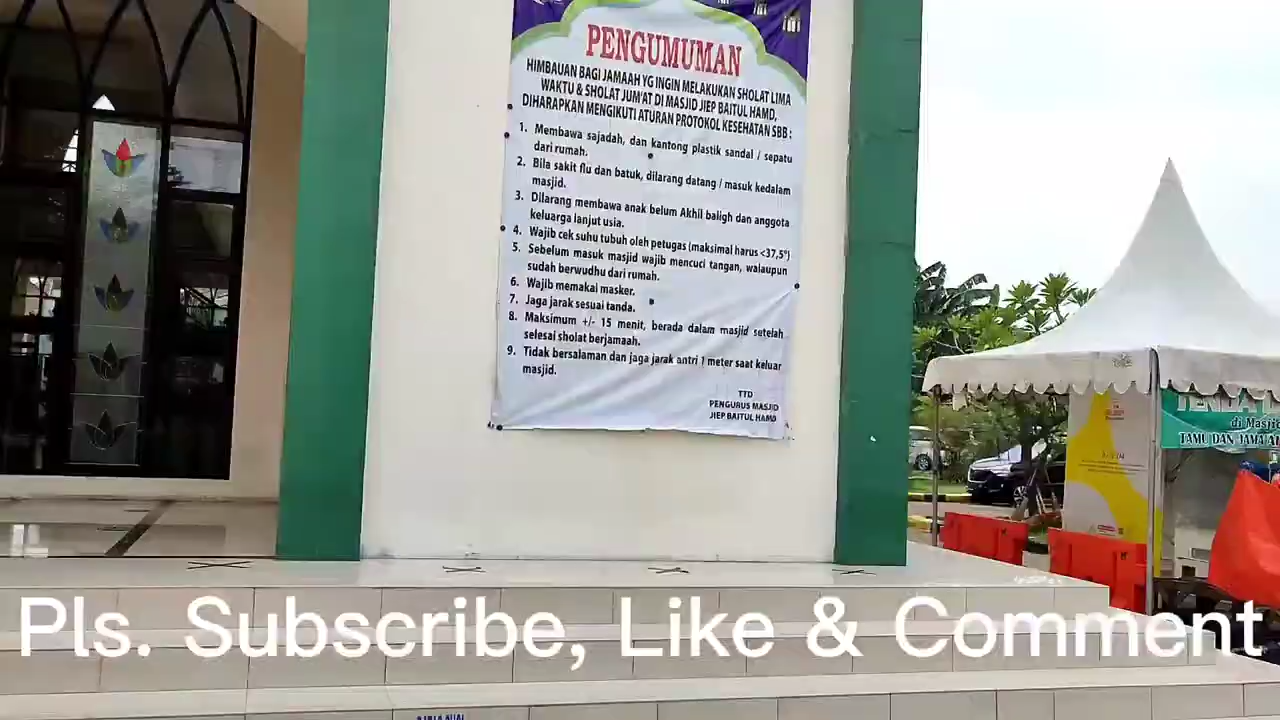 PENGUMUMAN
HIMBAUAN BAGI JAMAAH YG INGIN MELAKUKAN SHOLAT LIMA
WAKTU & SHOLAT JUM'AT DI MASJID JIEP BAITUL HAMD,
DIHARAPKAN MENGIKUTI ATURAN PROTOKOL KESEHATAN SBB :
1. Membawa sajadah, dan kantong plastik sandal / sepatu
dari rumah.
2. Bila sakit flu dan batuk, dilarang datang / masuk kedalam
masjid.
3. Dilarang membawa anak belum Akhil baligh dan anggota
keluarga lanjut usia.
4. Wajib cek suhu tubuh oleh petugas (maksimal harus <37,5°)
5. Sebelum masuk masjid wajib mencuci tangan, walaupun
sudah berwudhu dari rumah.
6. Wajib memakai masker.
7. Jaga jarak sesuai tanda.
8. Maksimum +/- 15 menit, berada dalam masjid setelah
selesai sholat berjamaah.
9. Tidak bersalaman dan jaga jarak antri 1 meter saat keluar
masjid.
TTD
PENGURUS MASJID
JIEP BAITUL HAMD
di Masjid
TAMU DAN JAMA
Pls. Subscribe, Like & Comment